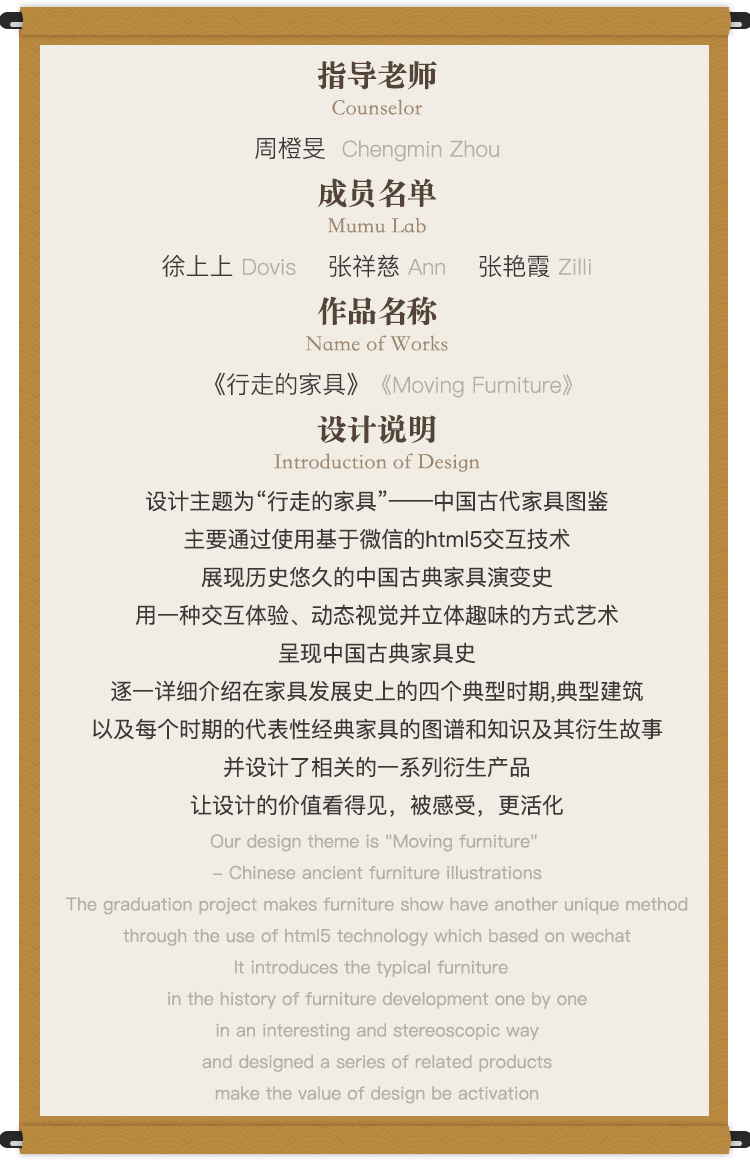 指导老师
Counselor
周橙旻 Chengmin Zhou
成员名单
Mumu Lab
徐上上 Dovis 张祥慈 Ann 张艳霞 Zilli
作品名称
Name of Works
《行走的家具》《Moving Furniture》
设计说明
Introduction of Design
设计主题为“行走的家具”——中国古代家具图鉴
主要通过使用基于微信的html5交互技术
展现历史悠久的中国古典家具演变史
用一种交互体验、动态视觉并立体趣味的方式艺术
呈现中国古典家具史
逐一详细介绍在家具发展史上的四个典型时期,典型建筑
以及每个时期的代表性经典家具的图谱和知识及其衍生故事
并设计了相关的一系列衍生产品
让设计的价值看得见，被感受，更活化
Our design theme is "Moving furniture"
– Chinese ancient furniture illustrations
The graduation project makes furniture show have another unique method
through the use of html5 technology which based on wechat
It introduces the typical furniture
in the history of furniture development one by one
in an interesting and stereoscopic way
and designed a series of related products
make the value of design be activation